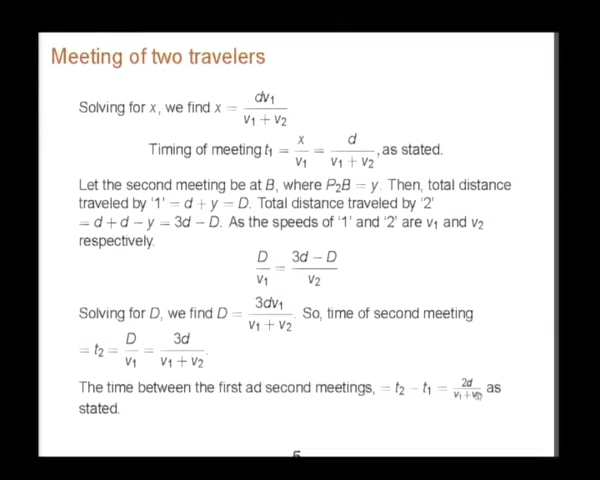 Meeting of two travelers
Solving for x, we find x = dv₁/(v₁ + v₂)
Timing of meeting t₁ = x/v₁ = d/(v₁ + v₂), as stated.
Let the second meeting be at B, where P₂B = y. Then, total distance
traveled by '1' = d + y = D. Total distance traveled by '2'
= d + d − y = 3d − D. As the speeds of '1' and '2' are v₁ and v₂
respectively.
D/v₁ = (3d − D)/v₂
Solving for D, we find D = 3dv₁/(v₁ + v₂). So, time of second meeting
= t₂ = D/v₁ = 3d/(v₁ + v₂).
The time between the first ad second meetings, = t₂ − t₁ = 2d/(v₁+v₂) as
stated.